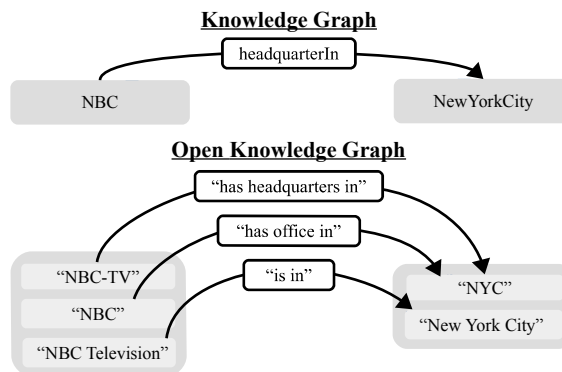 Knowledge Graph
headquarterIn
NBC
NewYorkCity
Open Knowledge Graph
“has headquarters in”
“has office in”
“is in”
“NBC-TV”
“NBC”
“NBC Television”
“NYC”
“New York City”